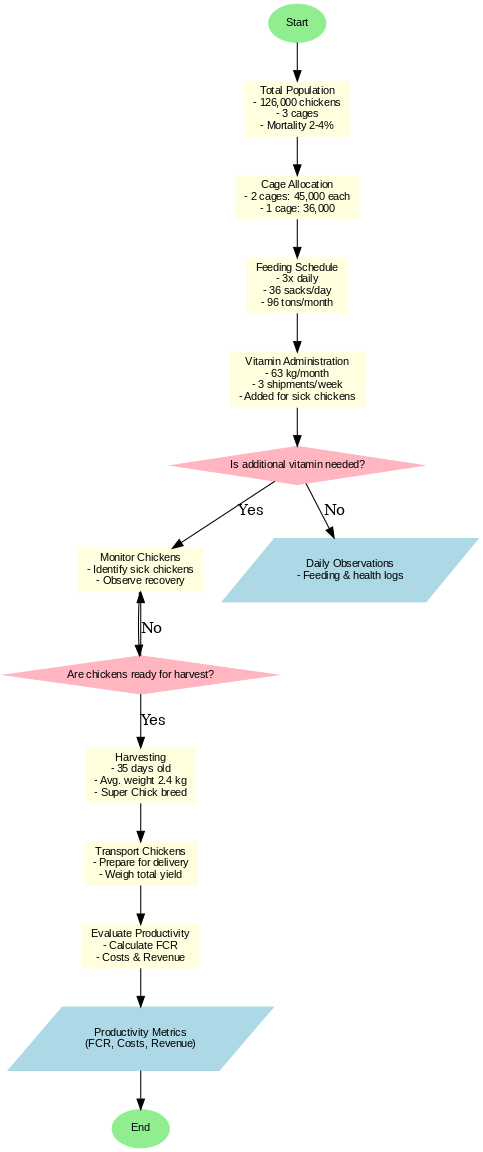 Start
Total Population
- 126,000 chickens
- 3 cages
- Mortality 2-4%
Cage Allocation
- 2 cages: 45,000 each
- 1 cage: 36,000
Feeding Schedule
- 3x daily
- 36 sacks/day
- 96 tons/month
Vitamin Administration
- 63 kg/month
- 3 shipments/week
- Added for sick chickens
Is additional vitamin needed?
Yes
No
Monitor Chickens
- Identify sick chickens
- Observe recovery
Daily Observations
- Feeding & health logs
No
Are chickens ready for harvest?
Yes
Harvesting
- 35 days old
- Avg. weight 2.4 kg
- Super Chick breed
Transport Chickens
- Prepare for delivery
- Weigh total yield
Evaluate Productivity
- Calculate FCR
- Costs & Revenue
Productivity Metrics
(FCR, Costs, Revenue)
End